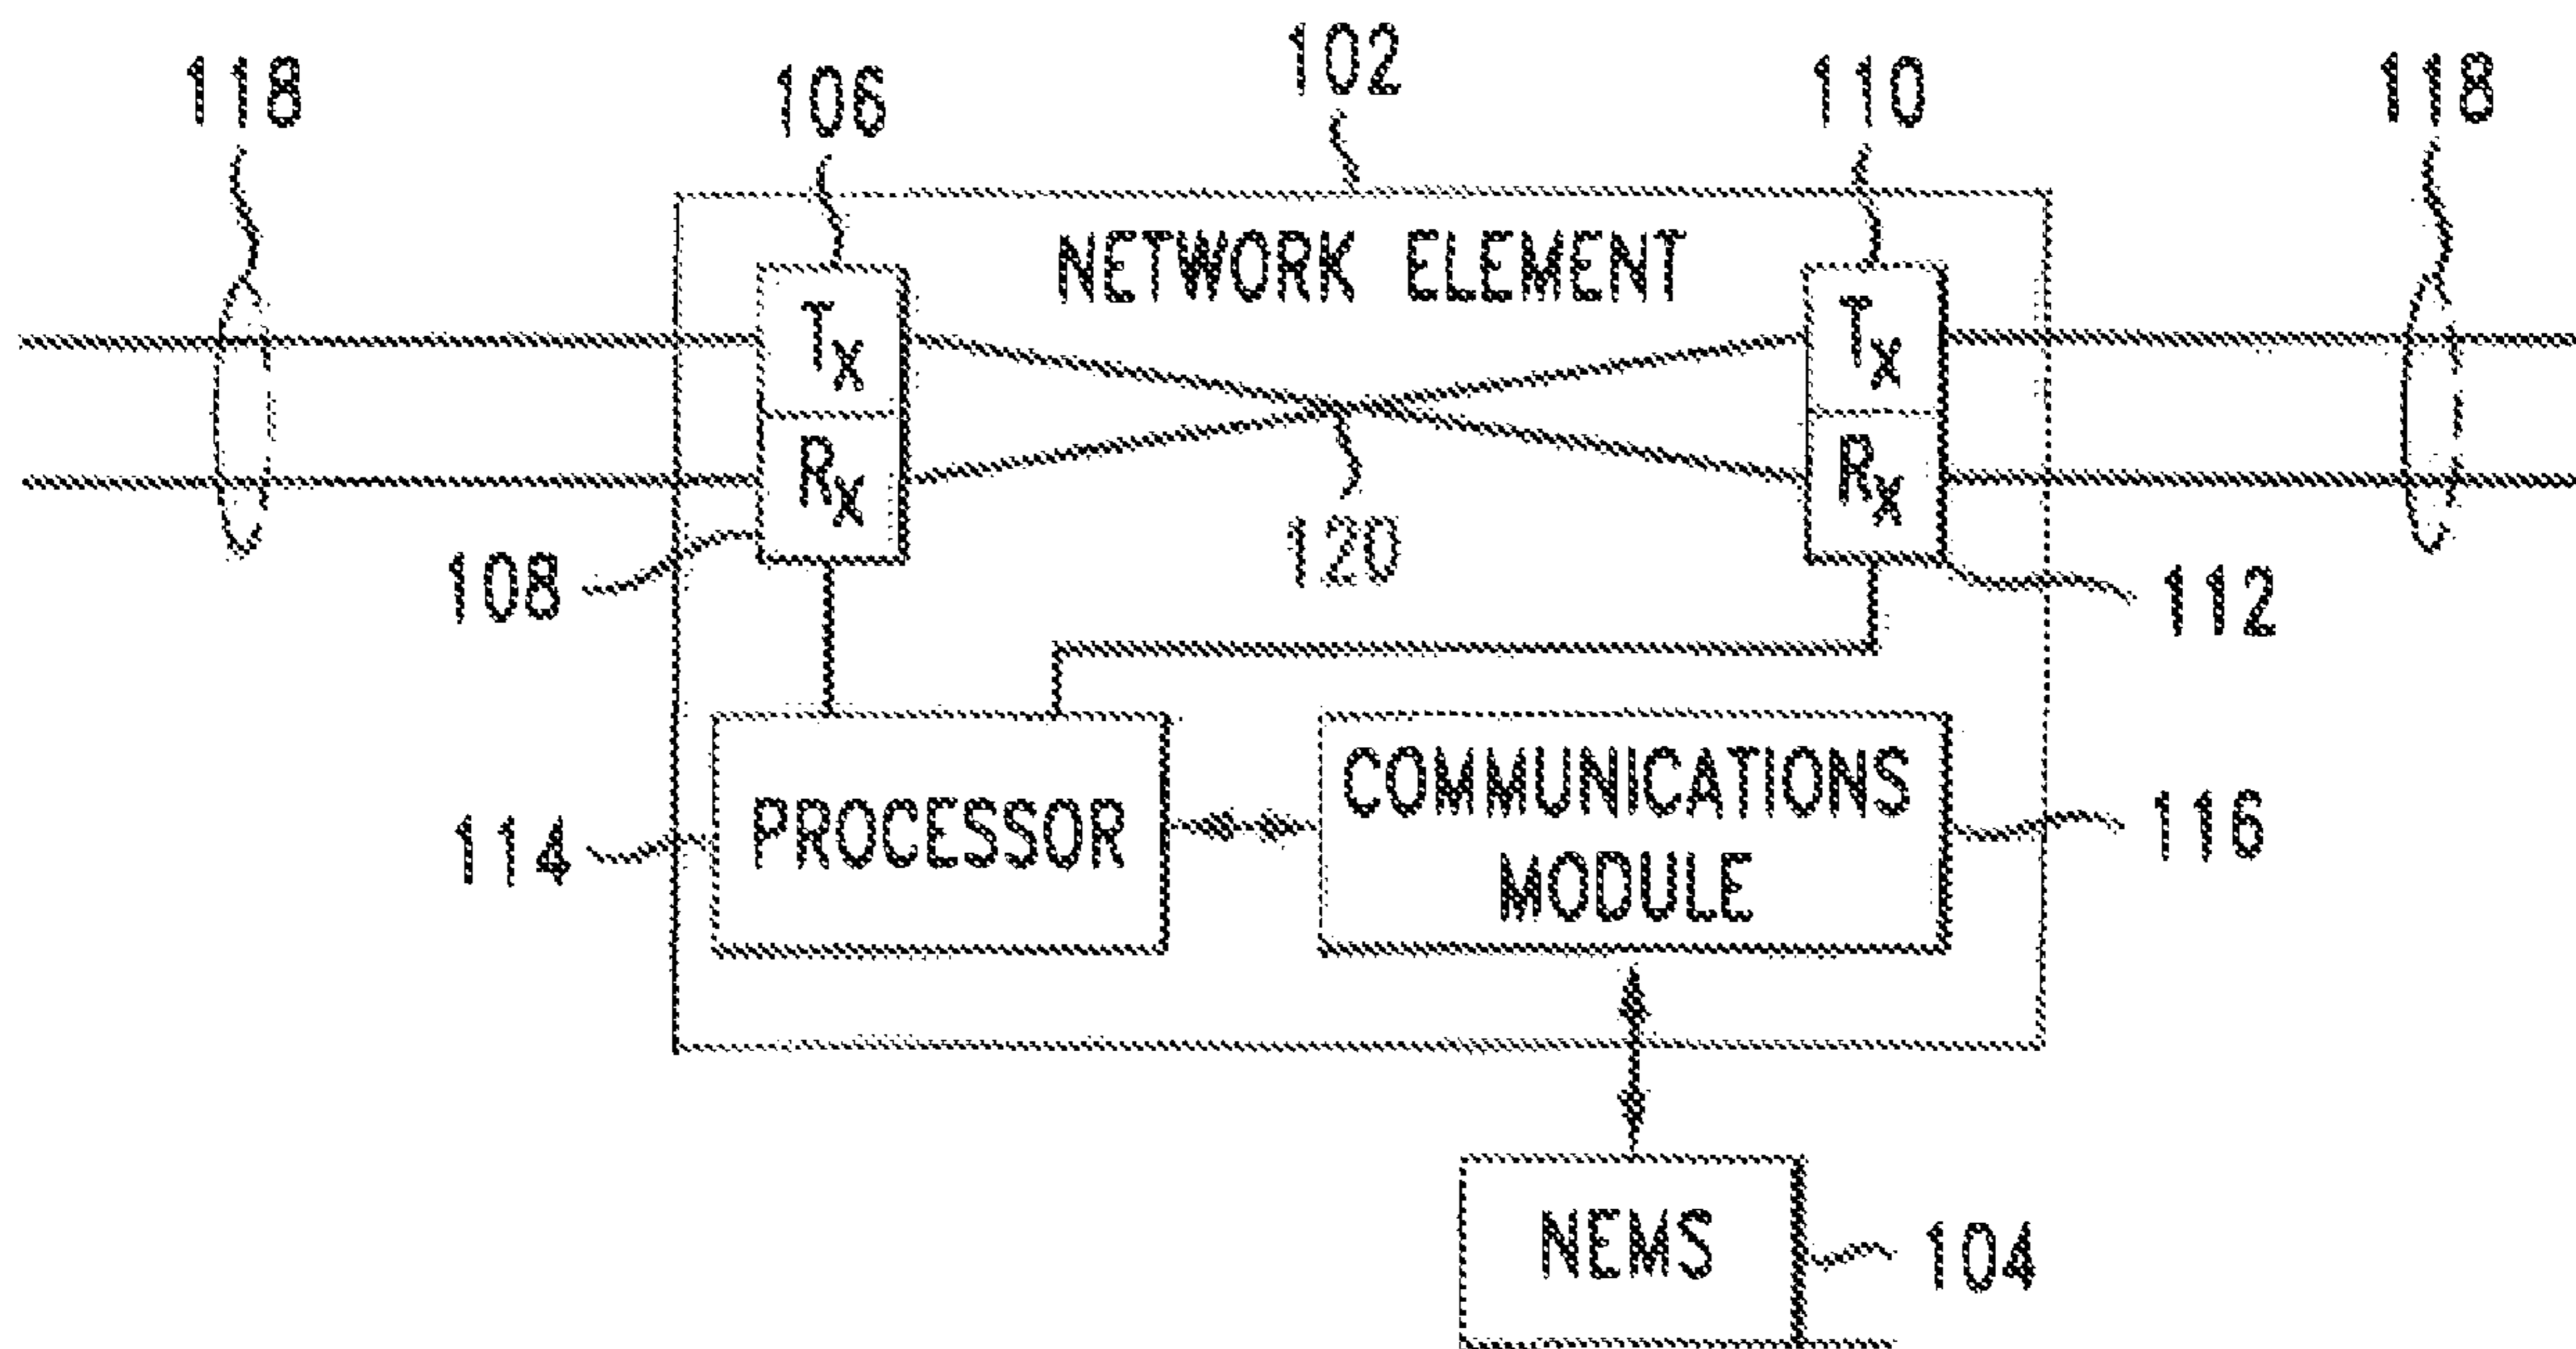 118
106
102
110
118
NETWORK ELEMENT
Tx
Tx
Rx
Rx
108
120
112
114
PROCESSOR
COMMUNICATIONS
MODULE
116
NEMS
104